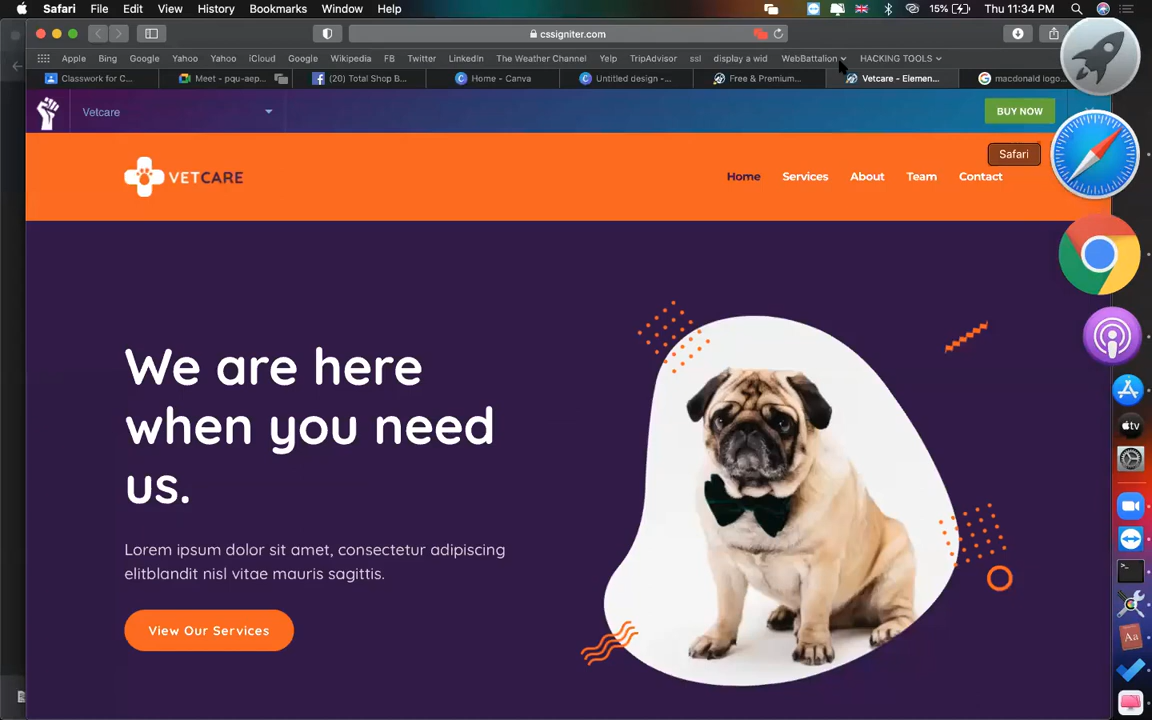 Safari File Edit View History Bookmarks Window Help 15% Thu 11:34 PM
cssigniter.com
Apple Bing Google Yahoo Yahoo iCloud Google Wikipedia FB Twitter LinkedIn The Weather Channel Yelp TripAdvisor ssl display a wid WebBattalion HACKING TOOLS
Classwork for C... Meet - pqu-aep... (20) Total Shop B... Home - Canva Untitled design -... Free & Premium... Vetcare - Elemen... macdonald logo...
Vetcare BUY NOW
Safari
VETCARE Home Services About Team Contact
We are here
when you need
us.
Lorem ipsum dolor sit amet, consectetur adipiscing
elitblandit nisl vitae mauris sagittis.
View Our Services
tv
Aa